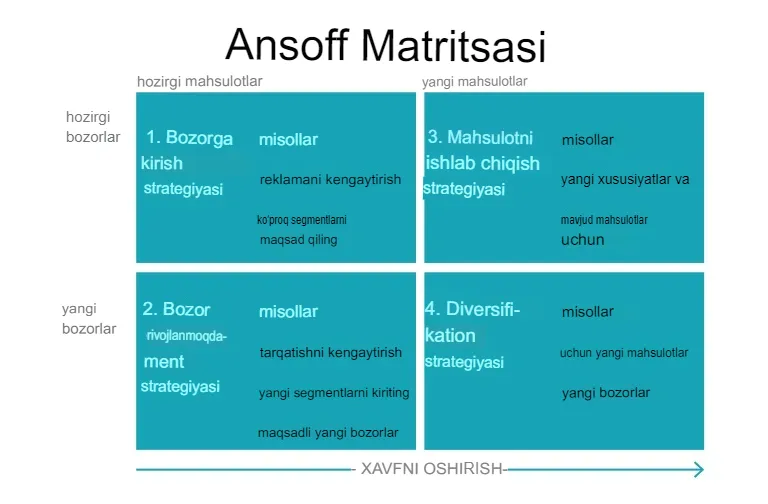 Ansoff Matritsasi
hozirgi mahsulotlar
yangi mahsulotlar
hozirgi
bozorlar
1. Bozorga
kirish
strategiyasi
misollar
reklamani kengaytirish
ko'proq segmentlarni
maqsad qiling
3. Mahsulotni
ishlab chiqish
strategiyasi
misollar
yangi xususiyatlar va
mavjud mahsulotlar
uchun
yangi
bozorlar
2. Bozor
rivojlanmoqda-
ment
strategiyasi
misollar
tarqatishni kengaytirish
yangi segmentlarni kiriting
maqsadli yangi bozorlar
4. Diversifi-
kation
strategiyasi
misollar
uchun yangi mahsulotlar
yangi bozorlar
- XAVFNI OSHIRISH-